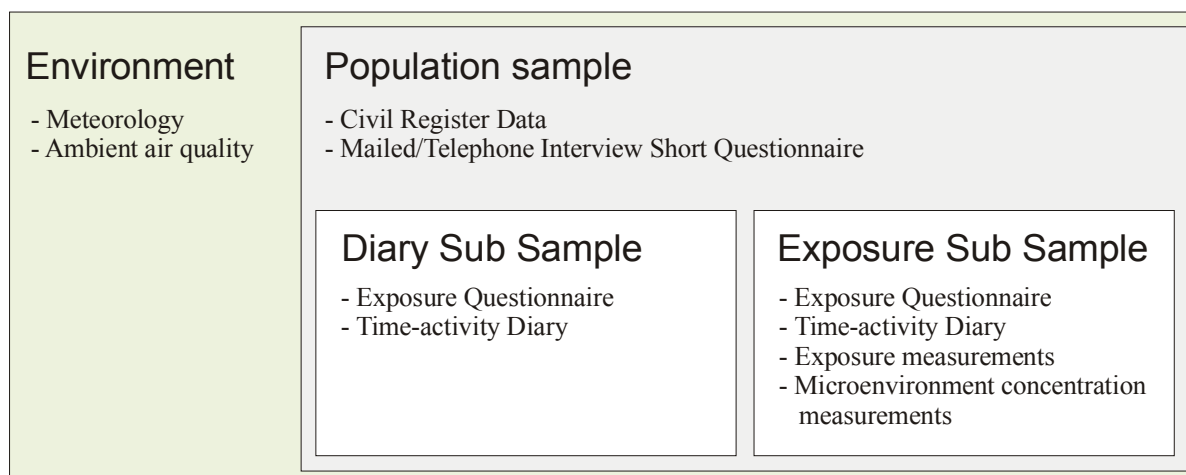 Environment
- Meteorology
- Ambient air quality
Population sample
- Civil Register Data
- Mailed/Telephone Interview Short Questionnaire
Diary Sub Sample
- Exposure Questionnaire
- Time-activity Diary
Exposure Sub Sample
- Exposure Questionnaire
- Time-activity Diary
- Exposure measurements
- Microenvironment concentration
measurements